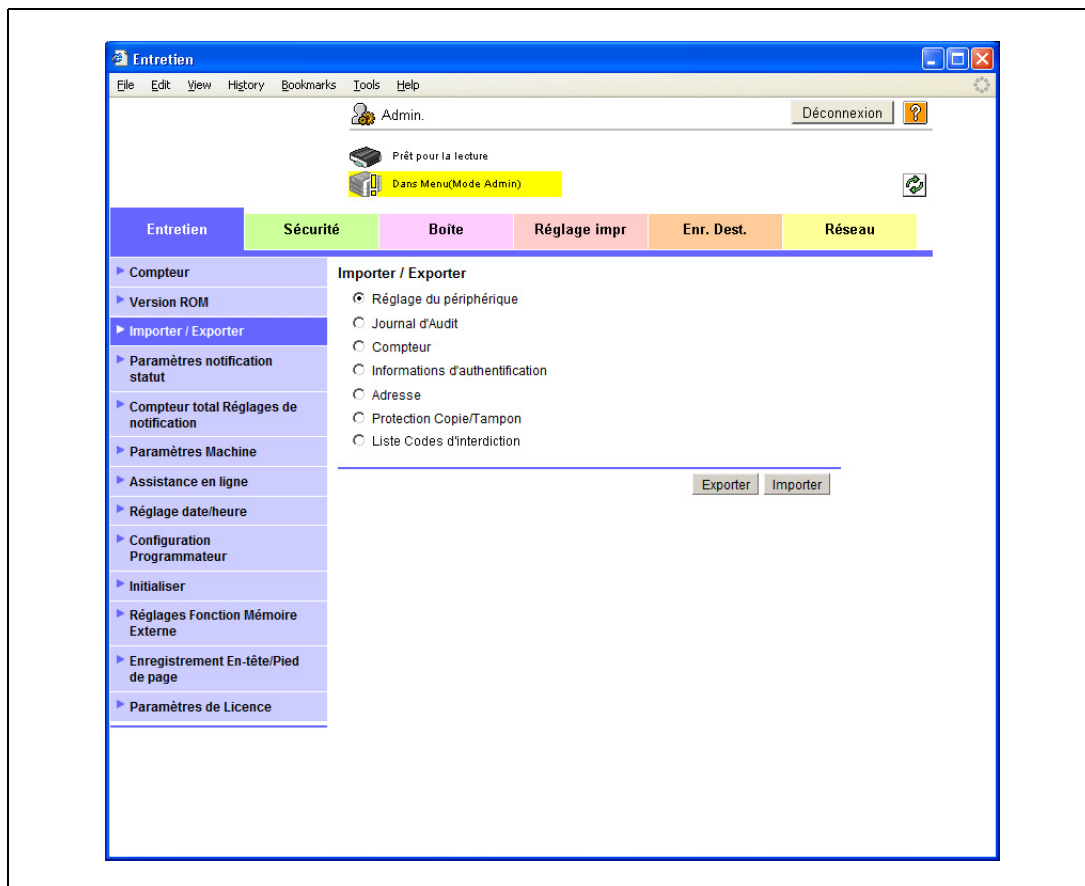 Entretien
File Edit View History Bookmarks Tools Help
Admin.
Déconnexion
?
Prêt pour la lecture
Dans Menu(Mode Admin)
Entretien Sécurité Boite Réglage impr Enr. Dest. Réseau
Compteur
Version ROM
Importer / Exporter
Paramètres notification
statut
Compteur total Réglages de
notification
Paramètres Machine
Assistance en ligne
Réglage date/heure
Configuration
Programmateur
Initialiser
Réglages Fonction Mémoire
Externe
Enregistrement En-tête/Pied
de page
Paramètres de Licence
Importer / Exporter
Réglage du périphérique
Journal d'Audit
Compteur
Informations d'authentification
Adresse
Protection Copie/Tampon
Liste Codes d'interdiction
Exporter Importer